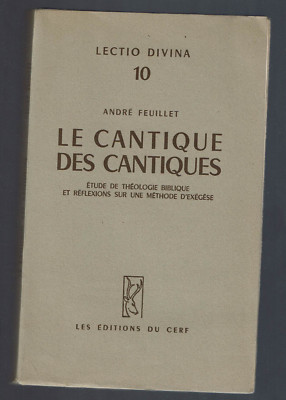 LECTIO DIVINA
10
ANDRÉ FEUILLET
LE CANTIQUE
DES CANTIQUES
ÉTUDE DE THÉOLOGIE BIBLIQUE
ET RÉFLEXIONS SUR UNE MÉTHODE D'EXÉGÈSE
LES EDITIONS DU CERF